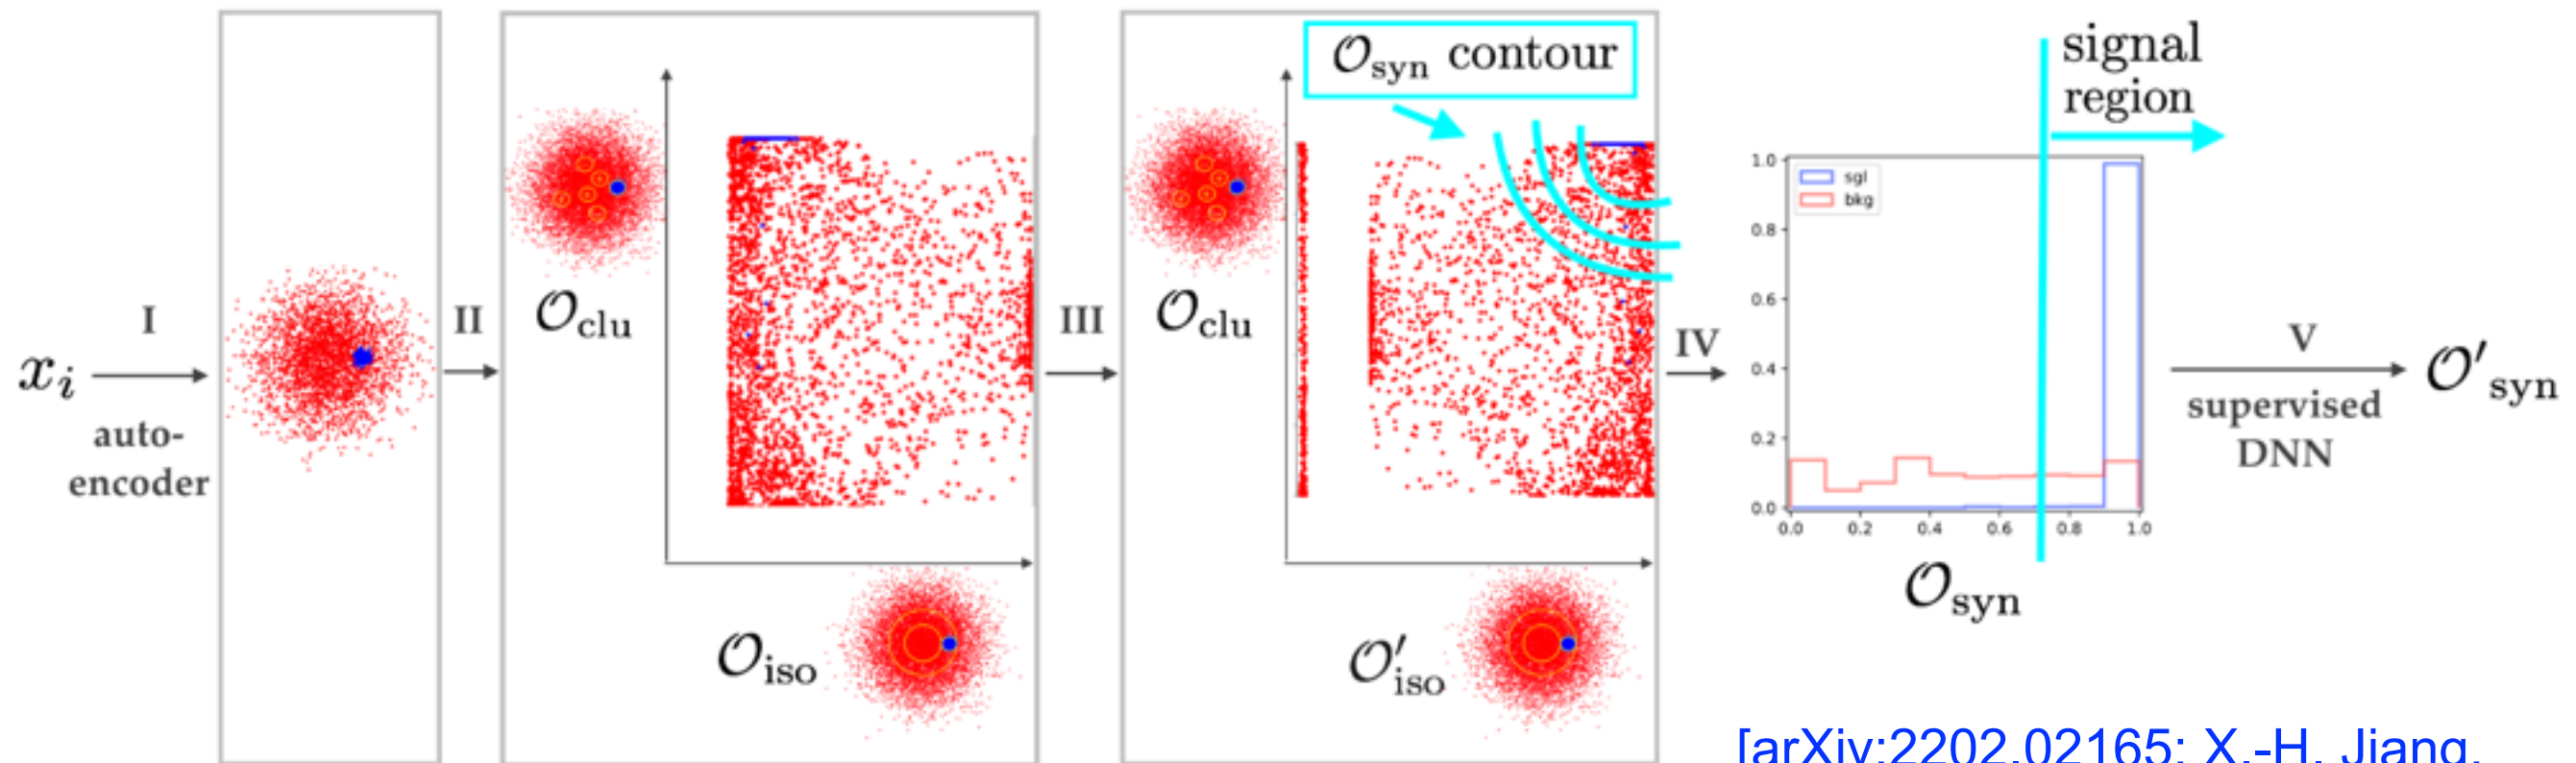 x_i
I
auto-
encoder
II
𝒪_clu
𝒪_iso
III
𝒪_syn contour
𝒪_clu
𝒪′_iso
IV
signal
region
sgl
bkg
1.0
0.8
0.6
0.4
0.2
0.0
0.0 0.2 0.4 0.6 0.8 1.0
𝒪_syn
V
supervised
DNN
𝒪′_syn
[arXiv:2202.02165; X.-H. Jiang,